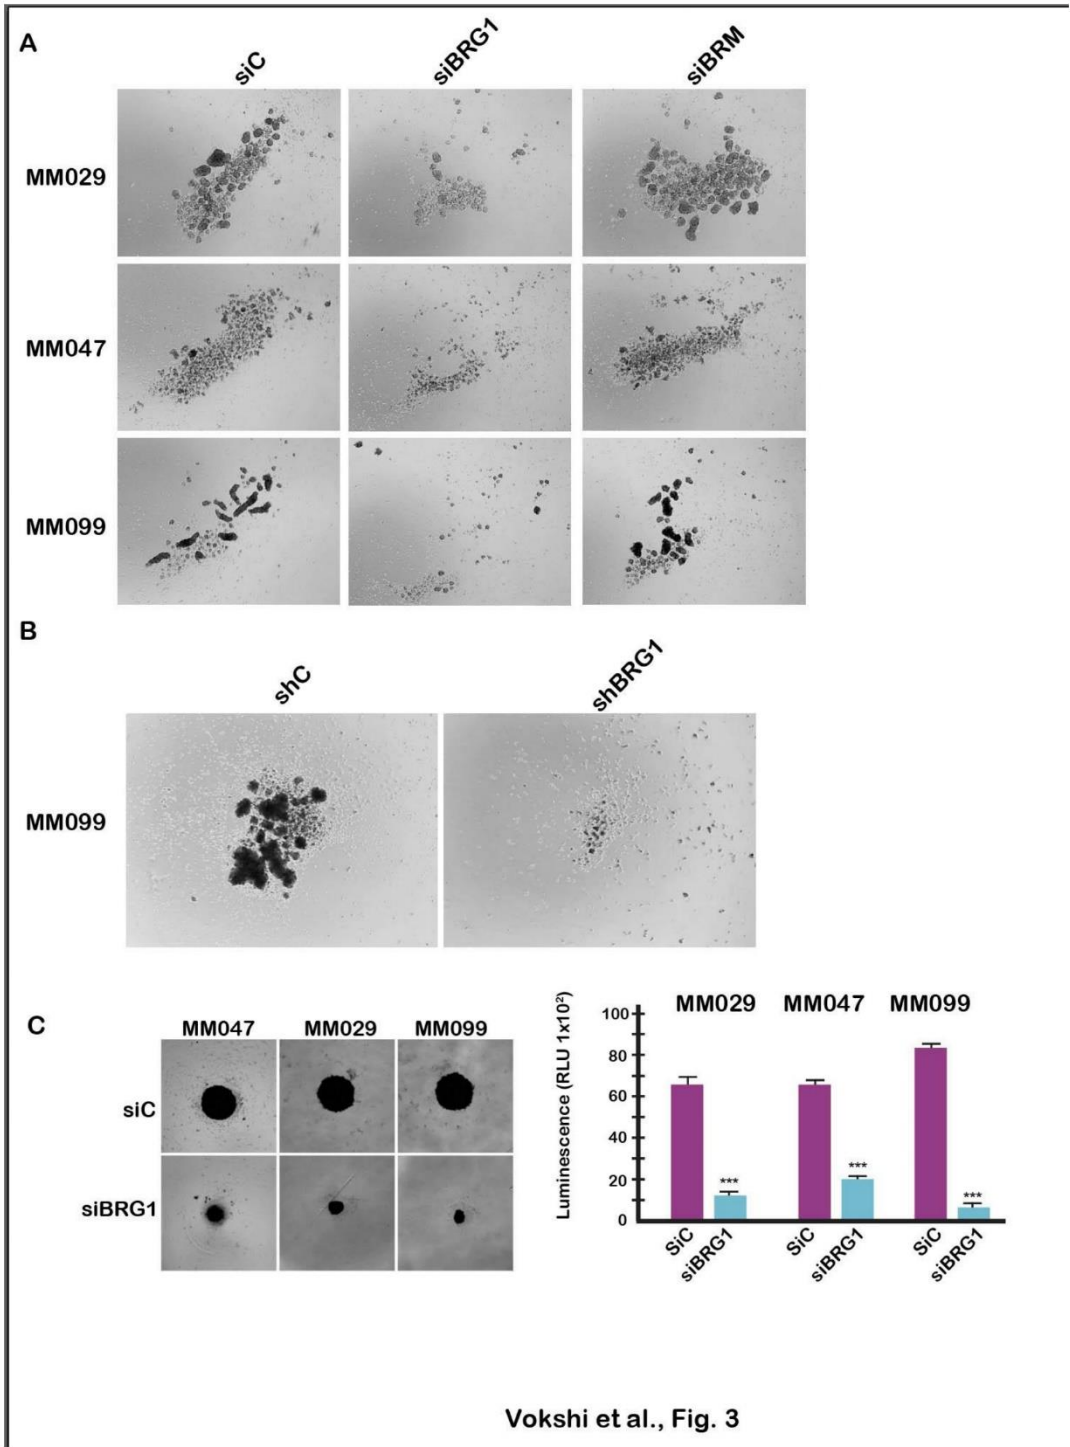 A
siC siBRG1 siBRM
MM029
MM047
MM099
B
shC shBRG1
MM099
C
MM047 MM029 MM099
siC
siBRG1
MM029 MM047 MM099
Luminescence (RLU 1x10²)
100
80
60
40
20
0
*** *** ***
SiC siBRG1 SiC siBRG1 SiC siBRG1
Vokshi et al., Fig. 3